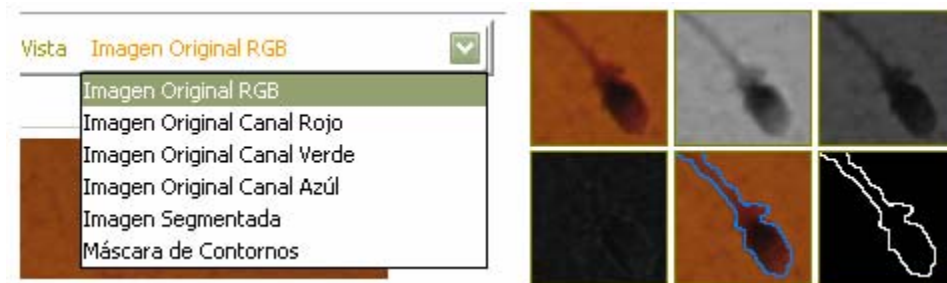 Vista Imagen Original RGB
Imagen Original RGB
Imagen Original Canal Rojo
Imagen Original Canal Verde
Imagen Original Canal Azúl
Imagen Segmentada
Máscara de Contornos